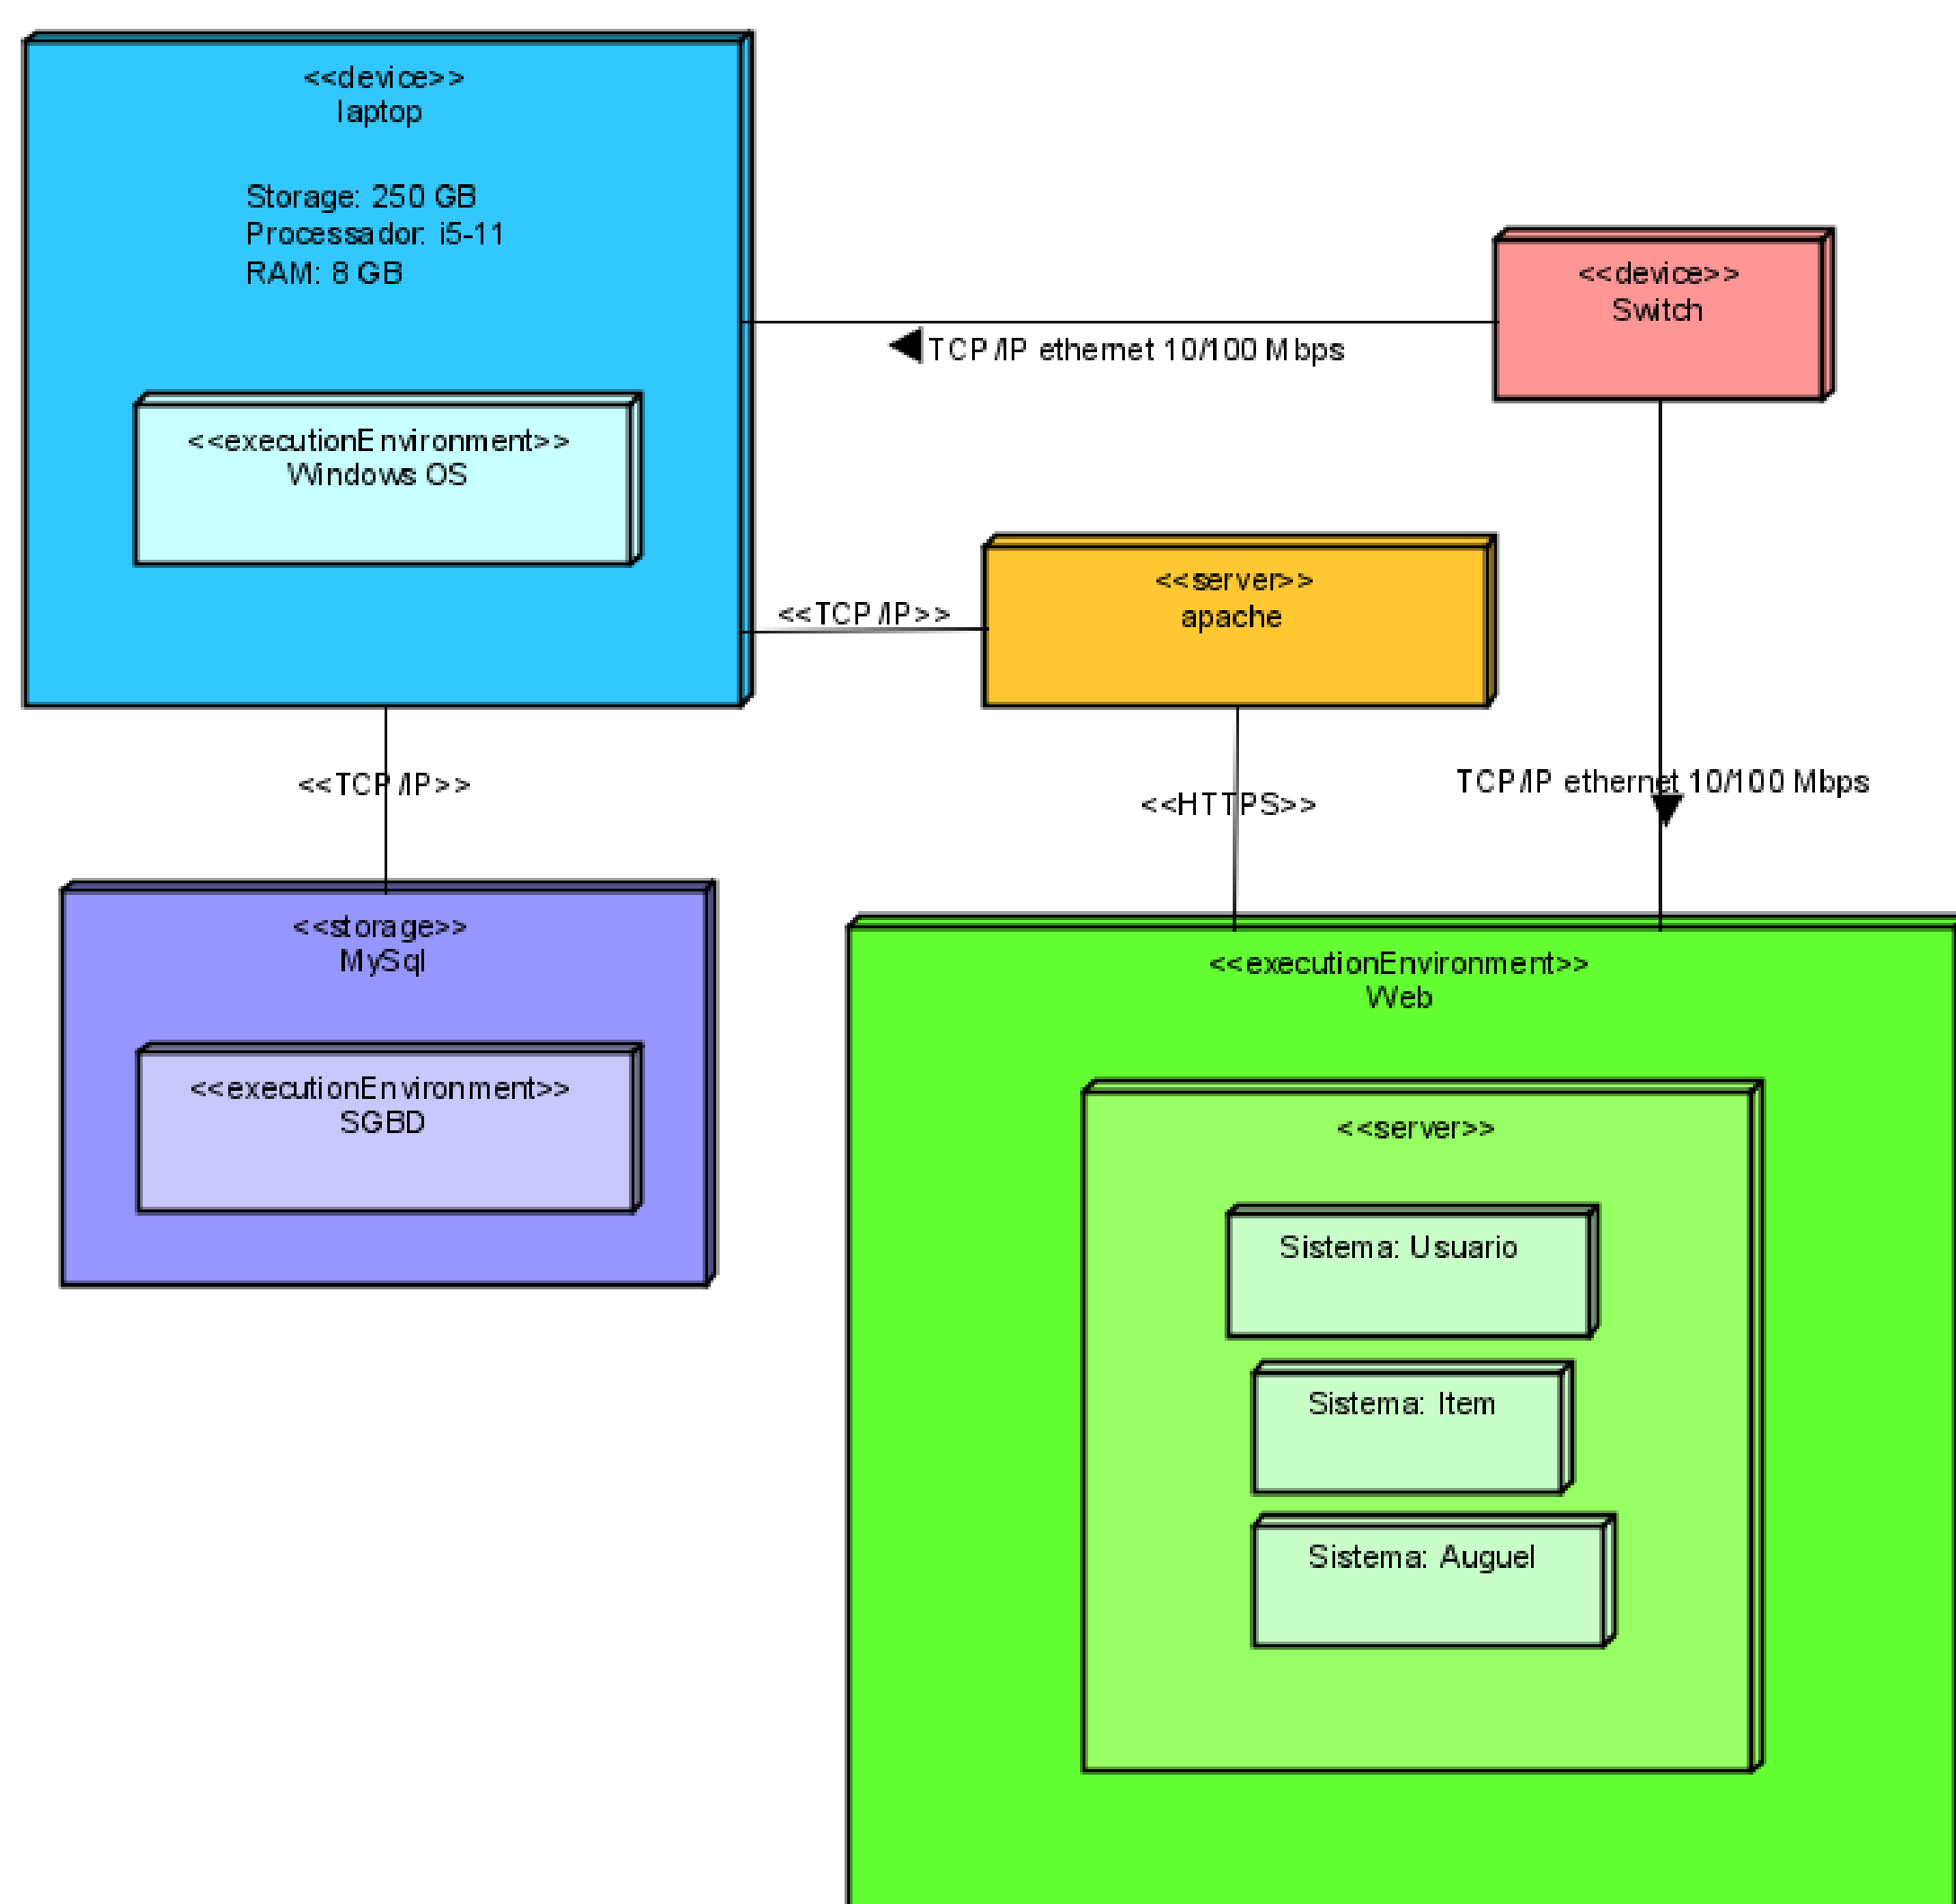 <<device>>
laptop
Storage: 250 GB
Processador: i5-11
RAM: 8 GB
<<executionEnvironment>>
Windows OS
<<device>>
Switch
TCP/IP ethernet 10/100 Mbps
<<server>>
apache
<<TCP/IP>>
<<TCP/IP>>
<<HTTPS>>
TCP/IP ethernet 10/100 Mbps
<<storage>>
MySql
<<executionEnvironment>>
SGBD
<<executionEnvironment>>
Web
<<server>>
Sistema: Usuario
Sistema: Item
Sistema: Auguel